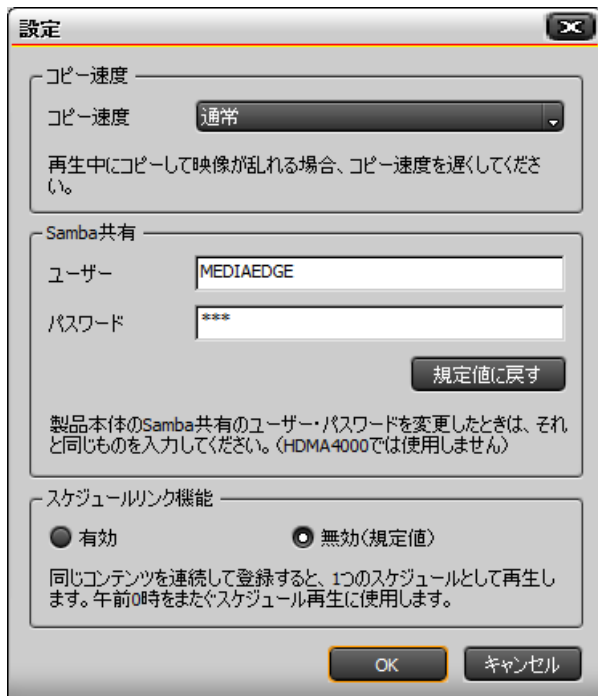 設定
コピー速度
コピー速度
通常
再生中にコピーして映像が乱れる場合、コピー速度を遅くしてくださ
い。
Samba共有
ユーザー
MEDIAEDGE
パスワード
***
規定値に戻す
製品本体のSamba共有のユーザー・パスワードを変更したときは、それ
と同じものを入力してください。(HDMA4000では使用しません)
スケジュールリンク機能
有効
無効(規定値)
同じコンテンツを連続して登録すると、1つのスケジュールとして再生し
ます。午前0時をまたぐスケジュール再生に使用します。
OK
キャンセル